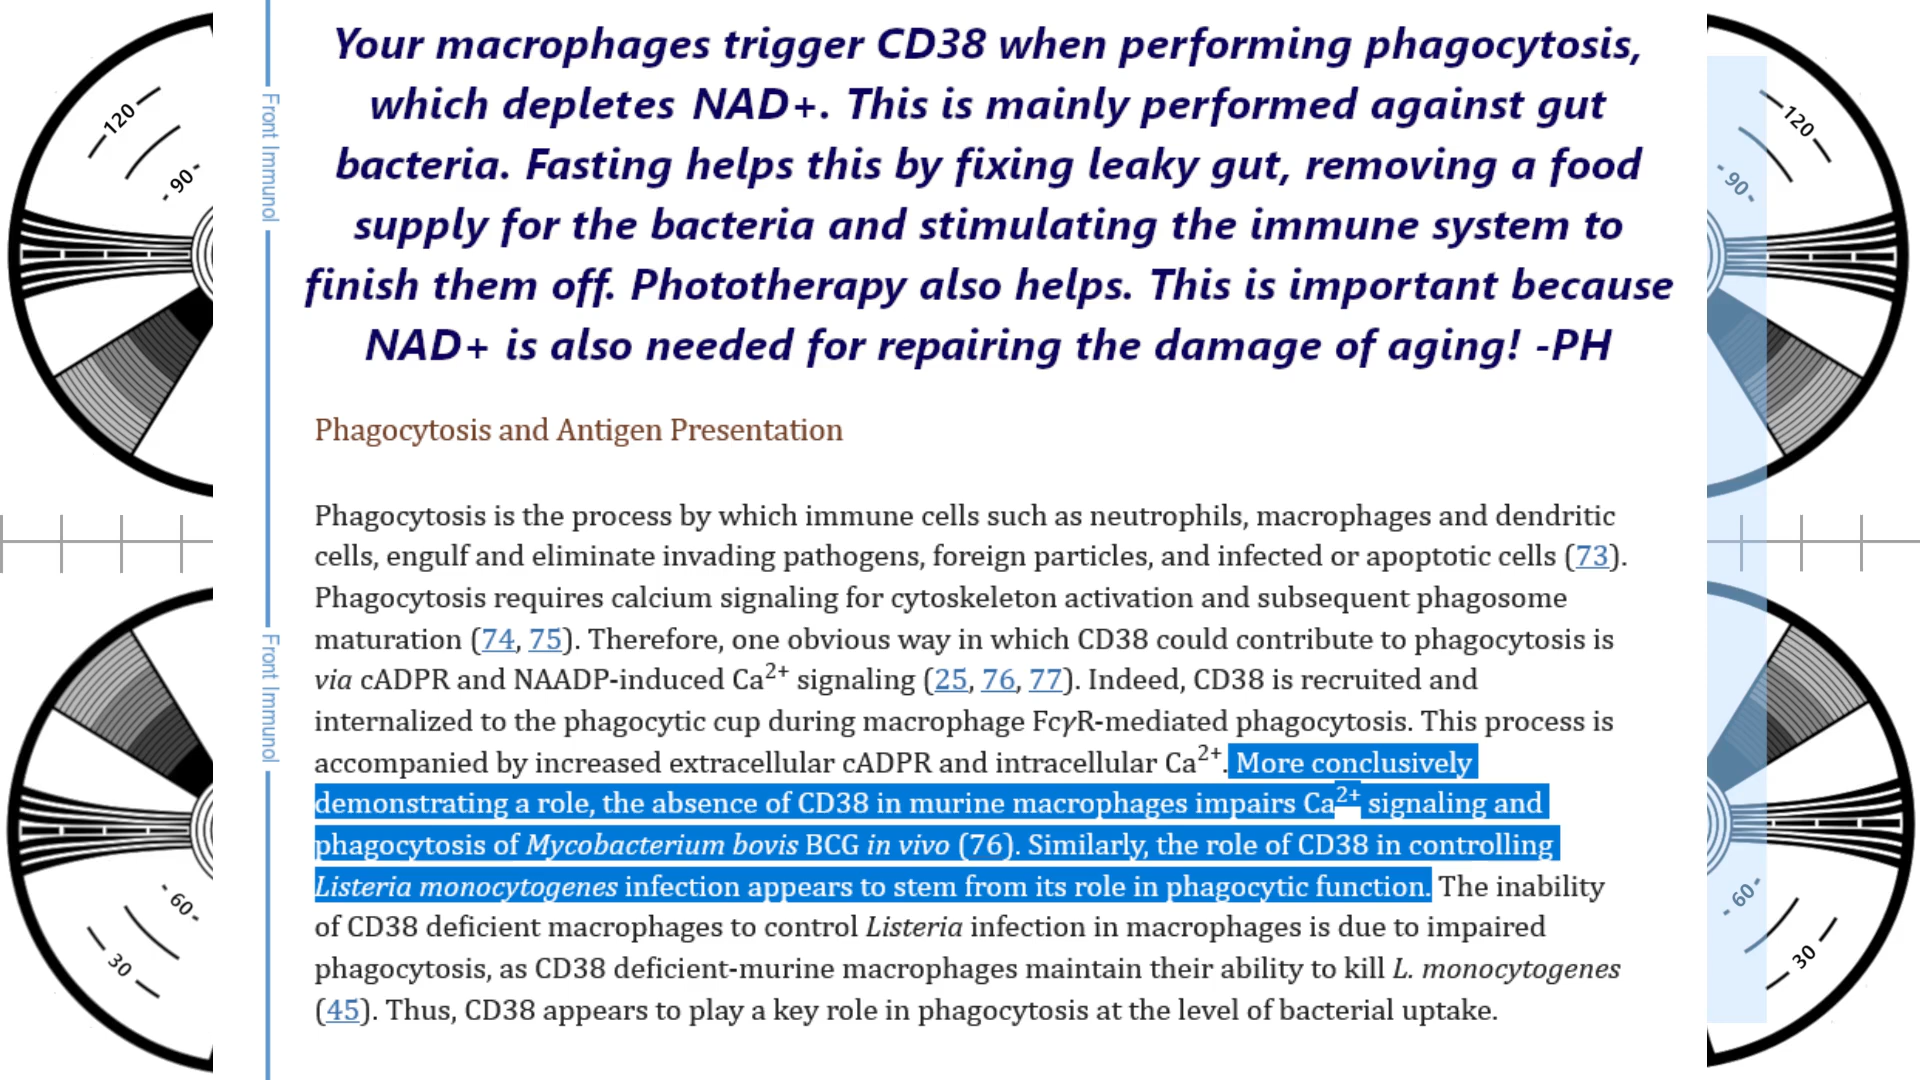 Your macrophages trigger CD38 when performing phagocytosis,
which depletes NAD+. This is mainly performed against gut
bacteria. Fasting helps this by fixing leaky gut, removing a food
supply for the bacteria and stimulating the immune system to
finish them off. Phototherapy also helps. This is important because
NAD+ is also needed for repairing the damage of aging! -PH
Phagocytosis and Antigen Presentation
Phagocytosis is the process by which immune cells such as neutrophils, macrophages and dendritic
cells, engulf and eliminate invading pathogens, foreign particles, and infected or apoptotic cells (73).
Phagocytosis requires calcium signaling for cytoskeleton activation and subsequent phagosome
maturation (74, 75). Therefore, one obvious way in which CD38 could contribute to phagocytosis is
via cADPR and NAADP-induced Ca2+ signaling (25, 76, 77). Indeed, CD38 is recruited and
internalized to the phagocytic cup during macrophage FcγR-mediated phagocytosis. This process is
accompanied by increased extracellular cADPR and intracellular Ca2+. More conclusively
demonstrating a role, the absence of CD38 in murine macrophages impairs Ca2+ signaling and
phagocytosis of Mycobacterium bovis BCG in vivo (76). Similarly, the role of CD38 in controlling
Listeria monocytogenes infection appears to stem from its role in phagocytic function. The inability
of CD38 deficient macrophages to control Listeria infection in macrophages is due to impaired
phagocytosis, as CD38 deficient-murine macrophages maintain their ability to kill L. monocytogenes
(45). Thus, CD38 appears to play a key role in phagocytosis at the level of bacterial uptake.
Front Immunol
Front Immunol
120
-90-
-60-
30
120
-90-
-60-
30